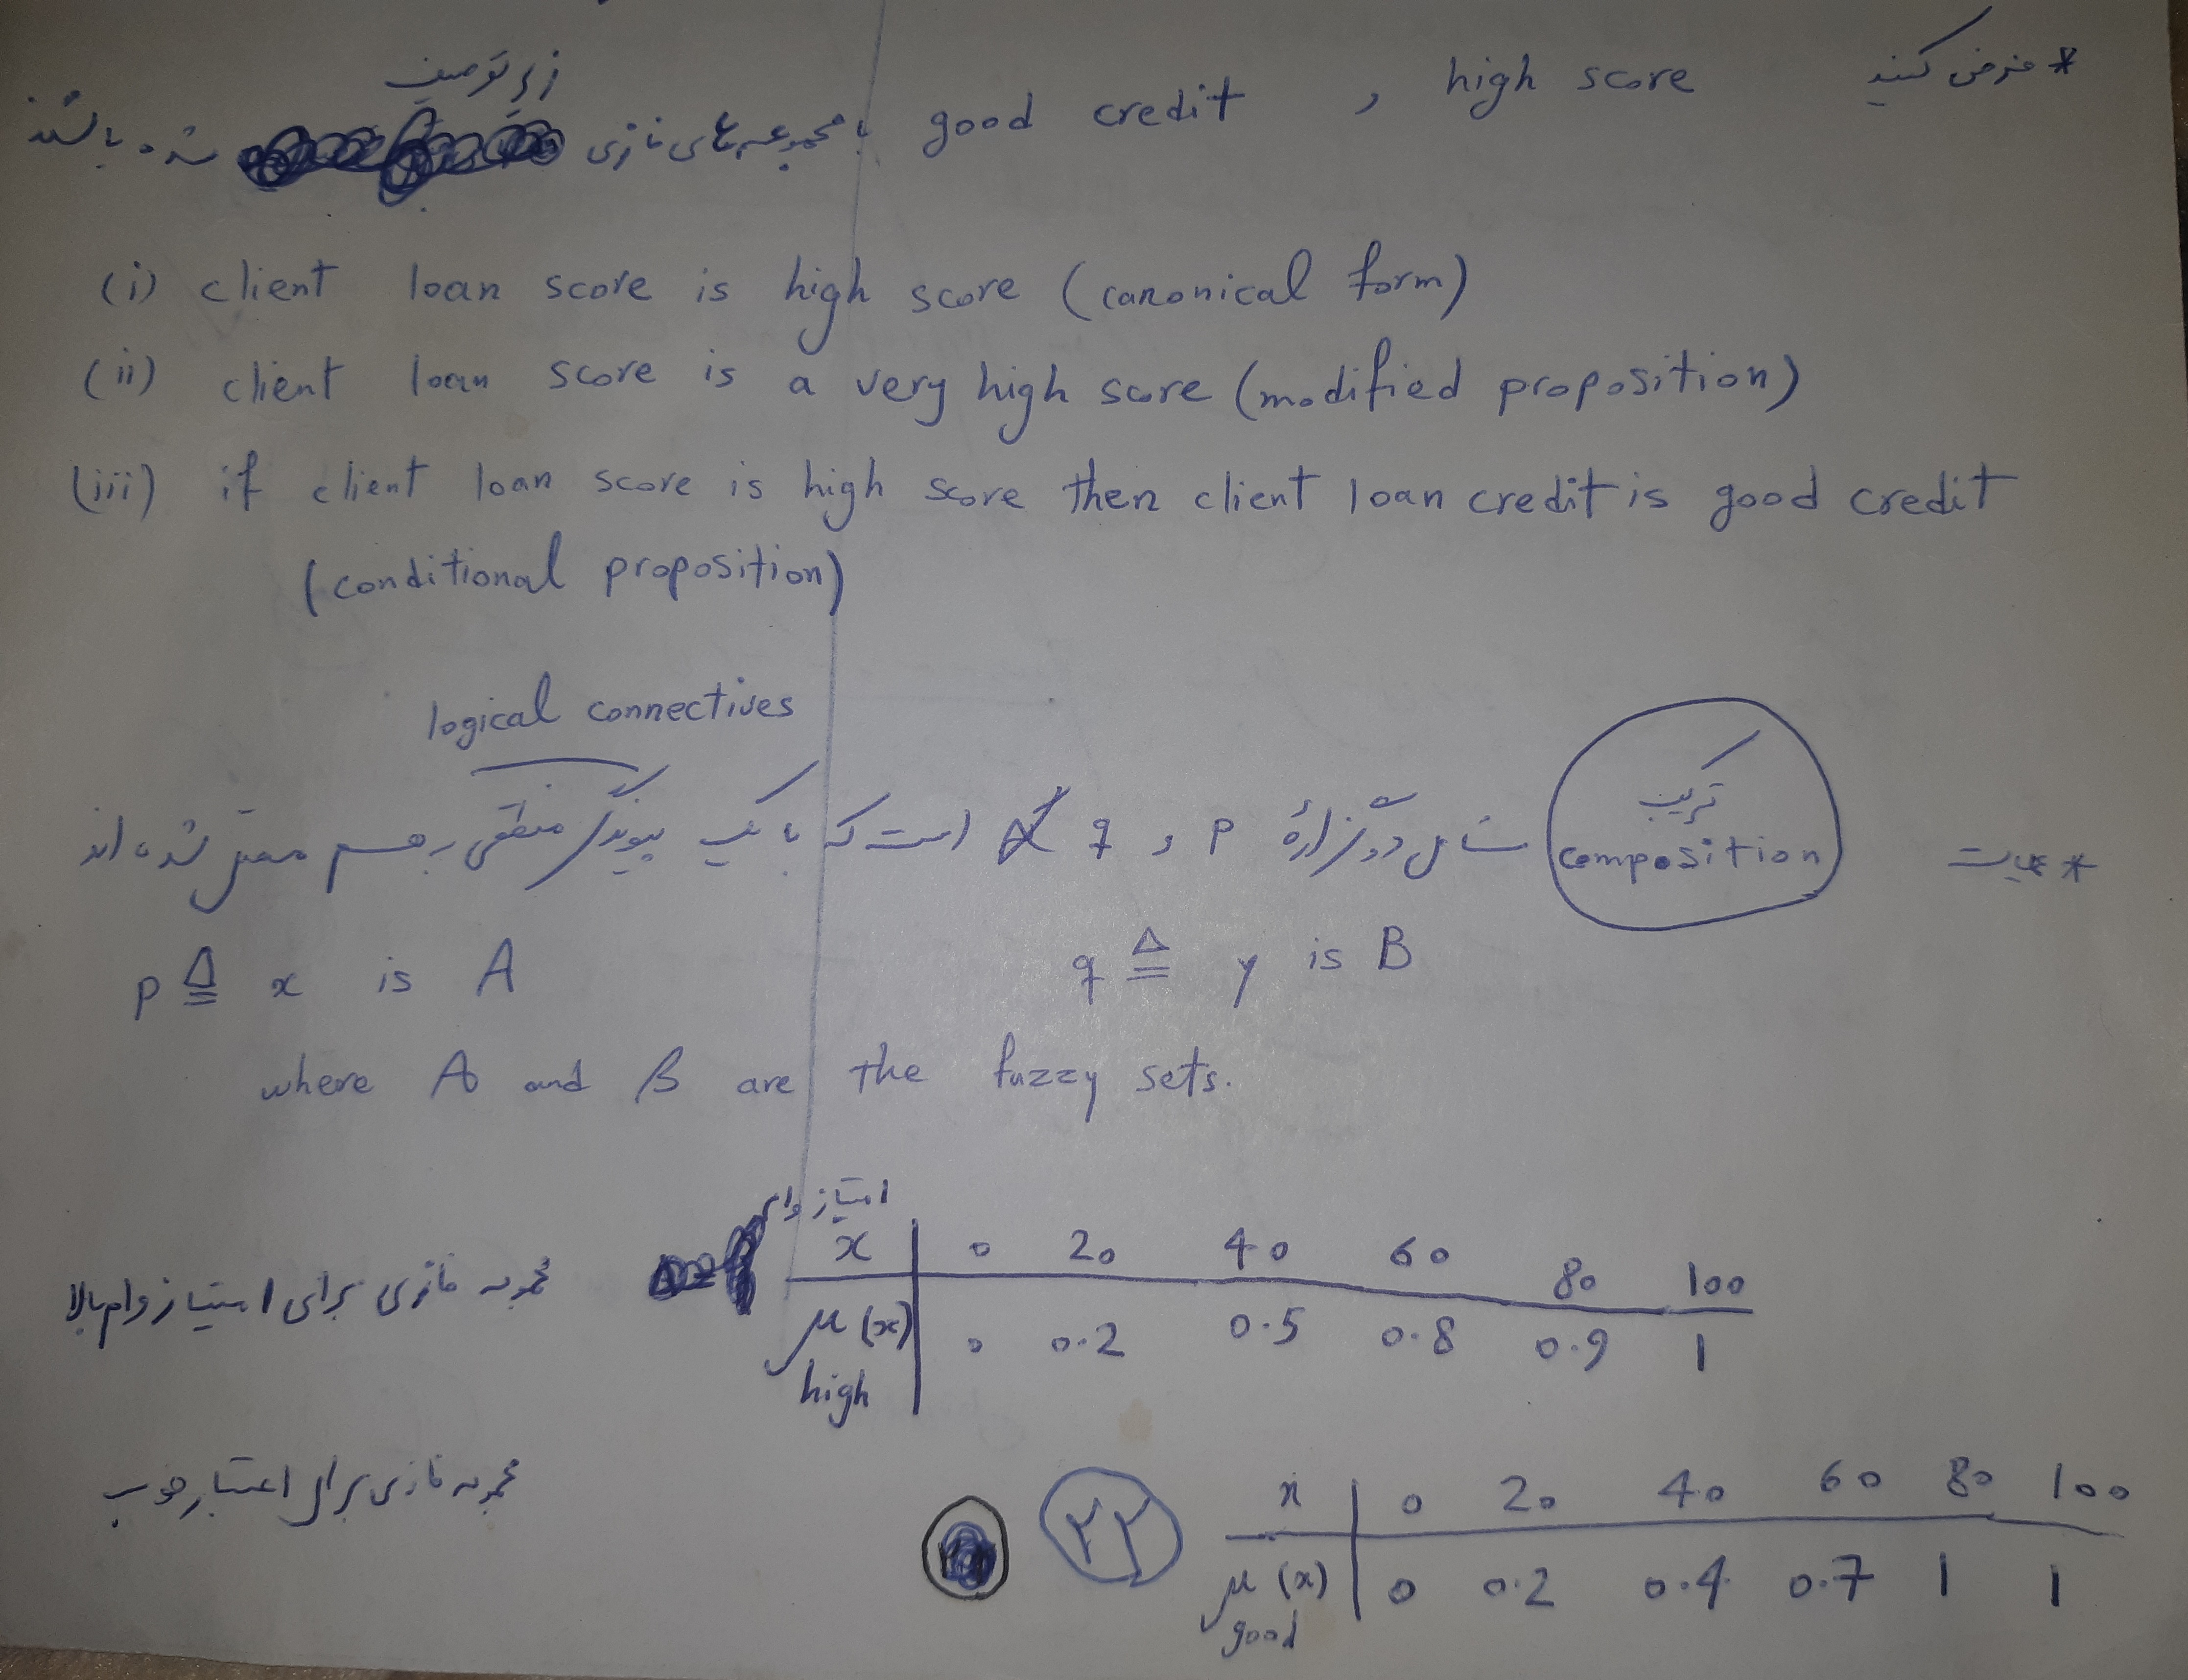 * فرض کنید high score و good credit با مجموعه های فازی زیر توصیف شده باشند
(i) client loan score is high score (canonical form)
(ii) client loan score is a very high score (modified proposition)
(iii) if client loan score is high score then client loan credit is good credit
(conditional proposition)
logical connectives
* ترکیب composition شامل دو گزارهٔ p و q است که با یک پیوندگر منطقی به هم متصل شده اند
p ≜ x is A q ≜ y is B
where A and B are the fuzzy sets.
امتیاز وام
مجموعه فازی برای امتیاز وام بالا x 0 20 40 60 80 100
μ (x) 0 0.2 0.5 0.8 0.9 1
high
مجموعه فازی برای اعتبار خوب x 0 20 40 60 80 100
μ (x) 0 0.2 0.4 0.7 1 1
good
۲۲